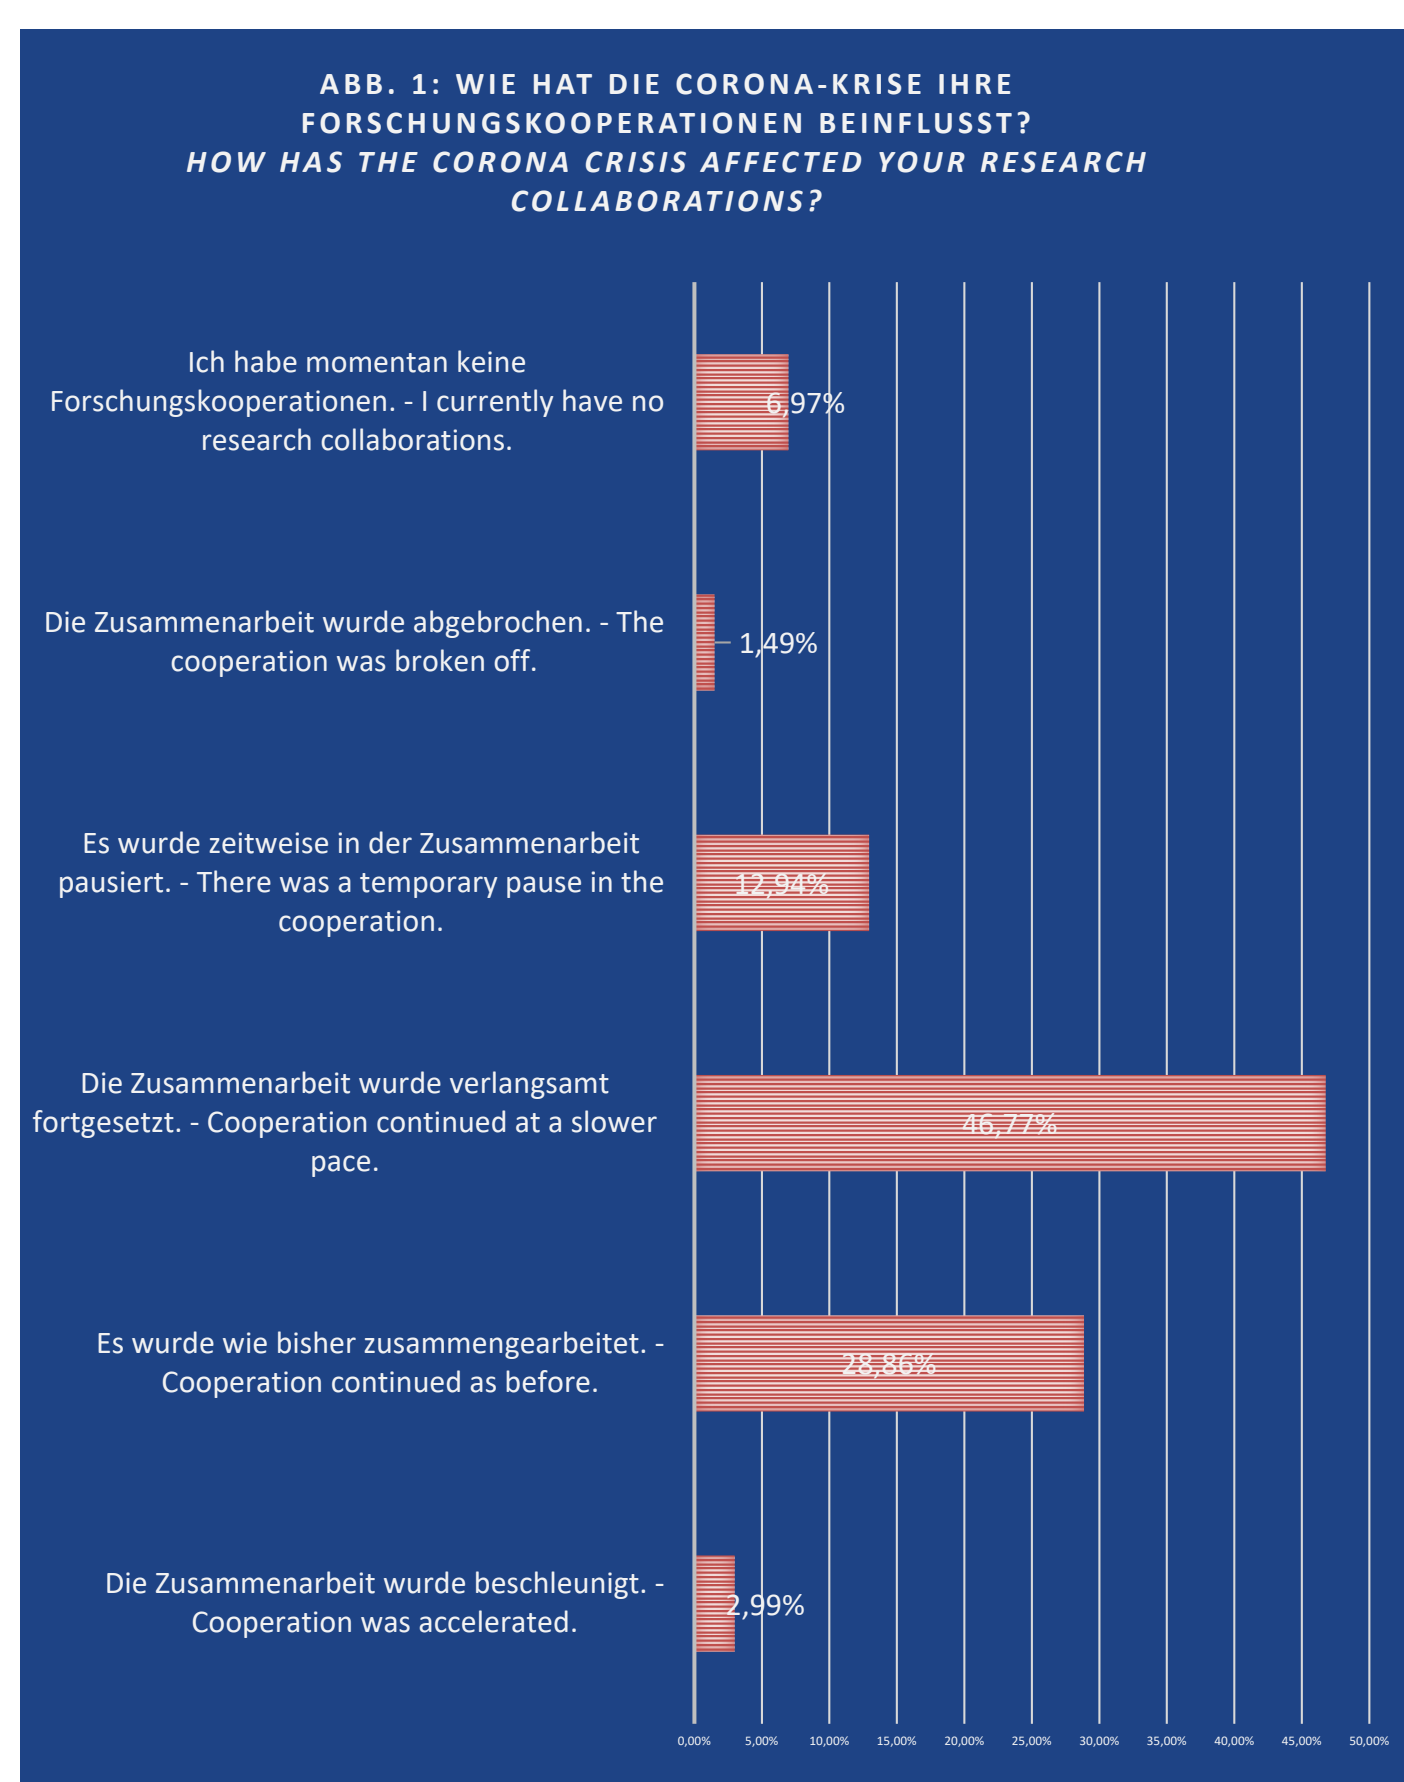 ABB. 1: WIE HAT DIE CORONA-KRISE IHRE
FORSCHUNGSKOOPERATIONEN BEINFLUSST?
HOW HAS THE CORONA CRISIS AFFECTED YOUR RESEARCH
COLLABORATIONS?
Ich habe momentan keine
Forschungskooperationen. - I currently have no
research collaborations.
6,97%
Die Zusammenarbeit wurde abgebrochen. - The
cooperation was broken off.
1,49%
Es wurde zeitweise in der Zusammenarbeit
pausiert. - There was a temporary pause in the
cooperation.
12,94%
Die Zusammenarbeit wurde verlangsamt
fortgesetzt. - Cooperation continued at a slower
pace.
46,77%
Es wurde wie bisher zusammengearbeitet. -
Cooperation continued as before.
28,86%
Die Zusammenarbeit wurde beschleunigt. -
Cooperation was accelerated.
2,99%
0,00% 5,00% 10,00% 15,00% 20,00% 25,00% 30,00% 35,00% 40,00% 45,00% 50,00%